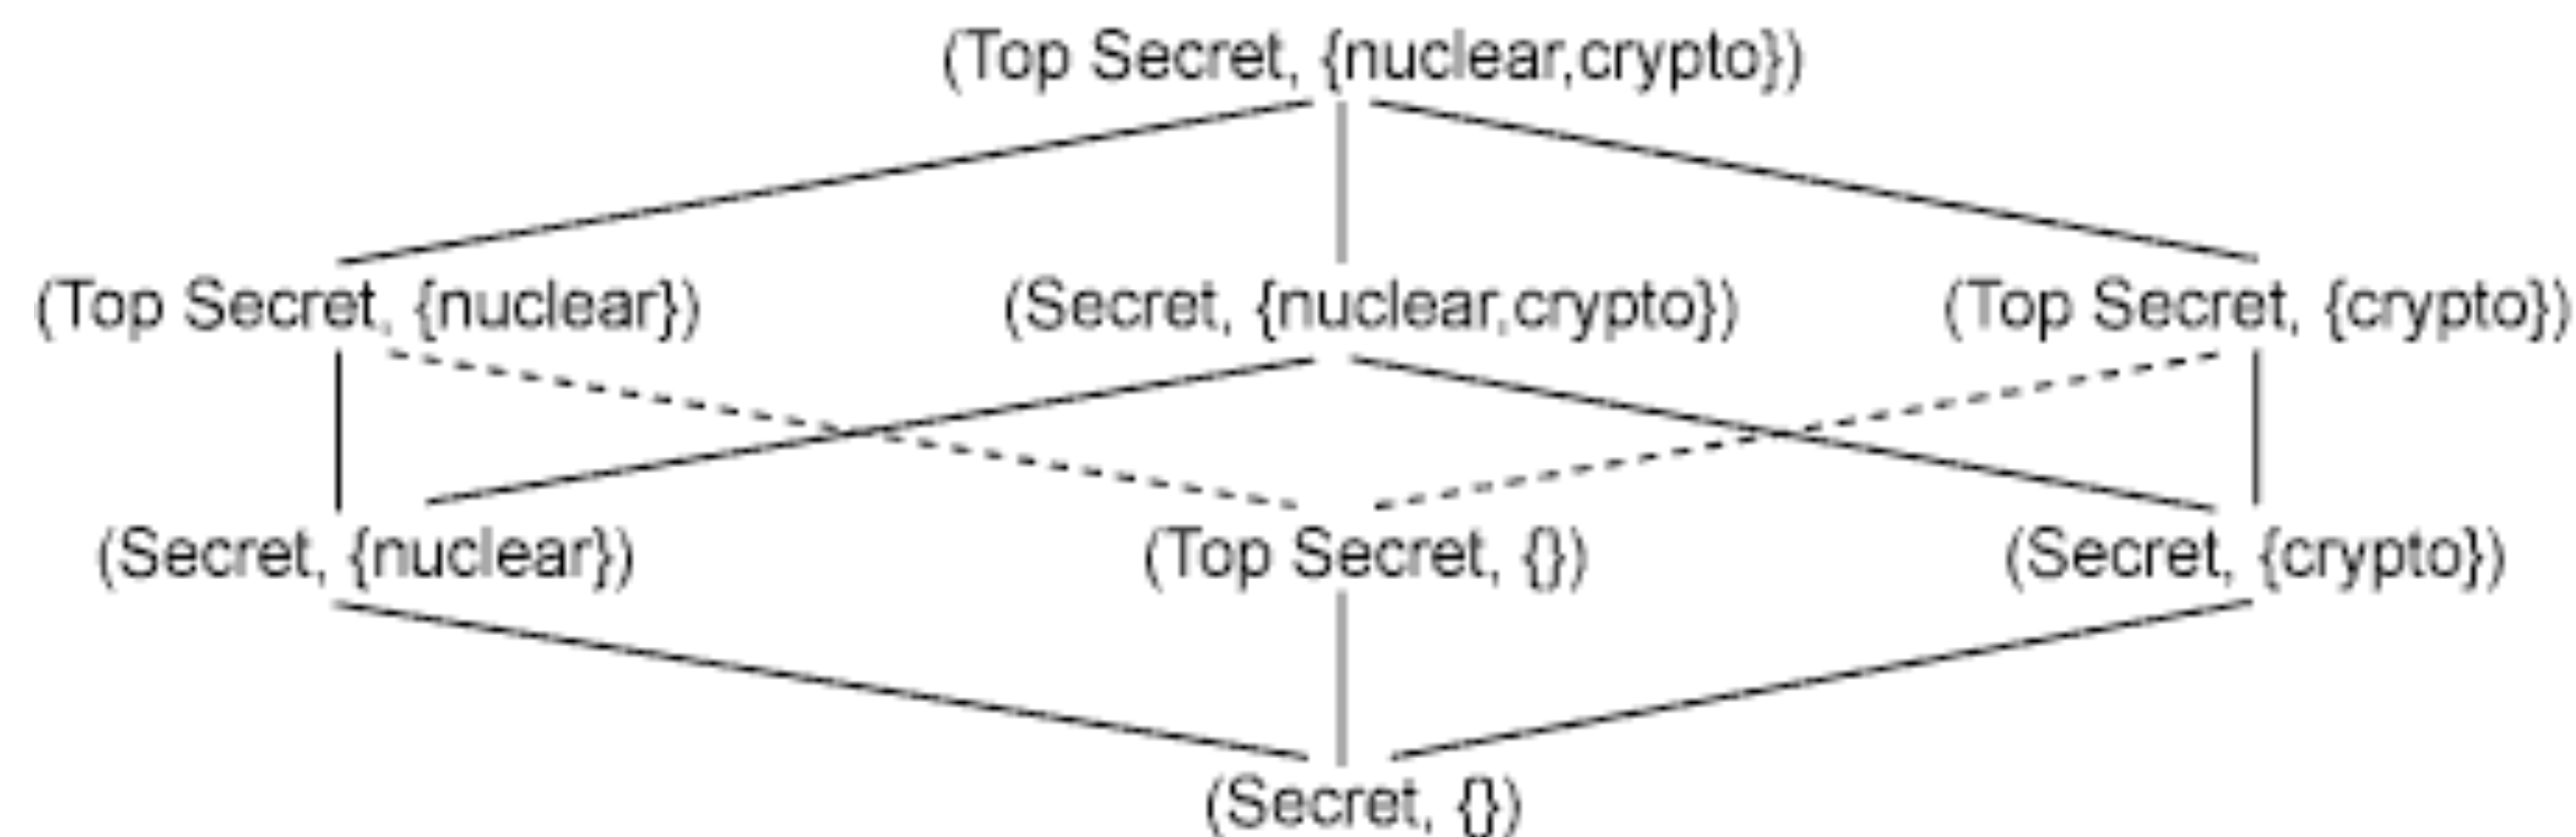 (Top Secret, {nuclear,crypto})
(Top Secret, {nuclear})
(Secret, {nuclear,crypto})
(Top Secret, {crypto})
(Secret, {nuclear})
(Top Secret, {})
(Secret, {crypto})
(Secret, {})